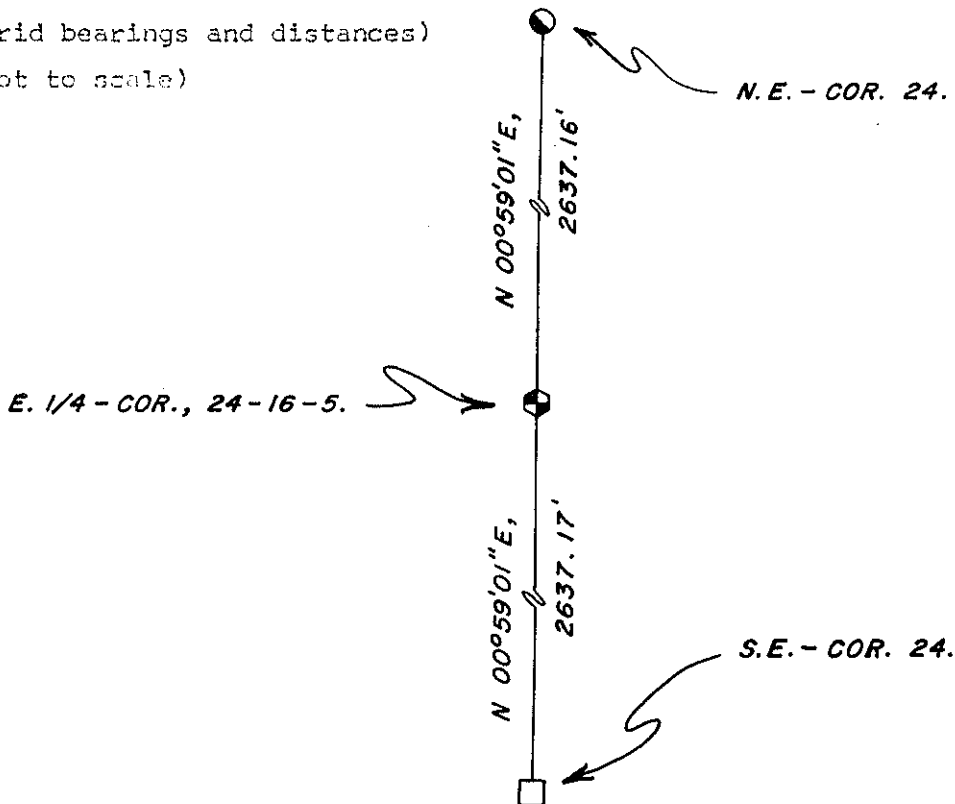 rid bearings and distances)
ot to scale)
N.E.-COR. 24.
N 00°59'01"E,
2637.16'
E. 1/4-COR., 24-16-5.
N 00°59'01"E,
2637.17'
S.E.-COR. 24.